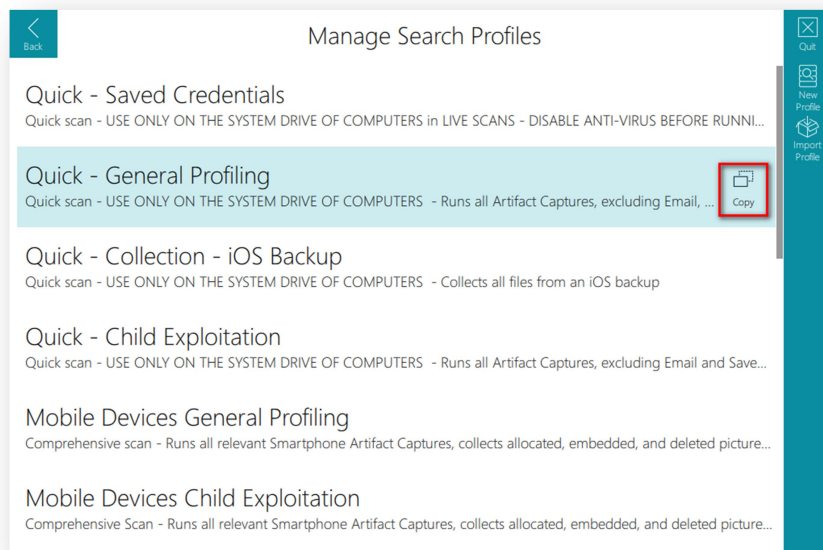 Back
Manage Search Profiles
Quit
New
Profile
Import
Profile
Quick - Saved Credentials
Quick scan - USE ONLY ON THE SYSTEM DRIVE OF COMPUTERS in LIVE SCANS - DISABLE ANTI-VIRUS BEFORE RUNNI...
Quick - General Profiling
Quick scan - USE ONLY ON THE SYSTEM DRIVE OF COMPUTERS - Runs all Artifact Captures, excluding Email, ...
Copy
Quick - Collection - iOS Backup
Quick scan - USE ONLY ON THE SYSTEM DRIVE OF COMPUTERS - Collects all files from an iOS backup
Quick - Child Exploitation
Quick scan - USE ONLY ON THE SYSTEM DRIVE OF COMPUTERS - Runs all Artifact Captures, excluding Email and Save...
Mobile Devices General Profiling
Comprehensive scan - Runs all relevant Smartphone Artifact Captures, collects allocated, embedded, and deleted picture...
Mobile Devices Child Exploitation
Comprehensive Scan - Runs all relevant Smartphone Artifact Captures, collects allocated, embedded, and deleted picture...